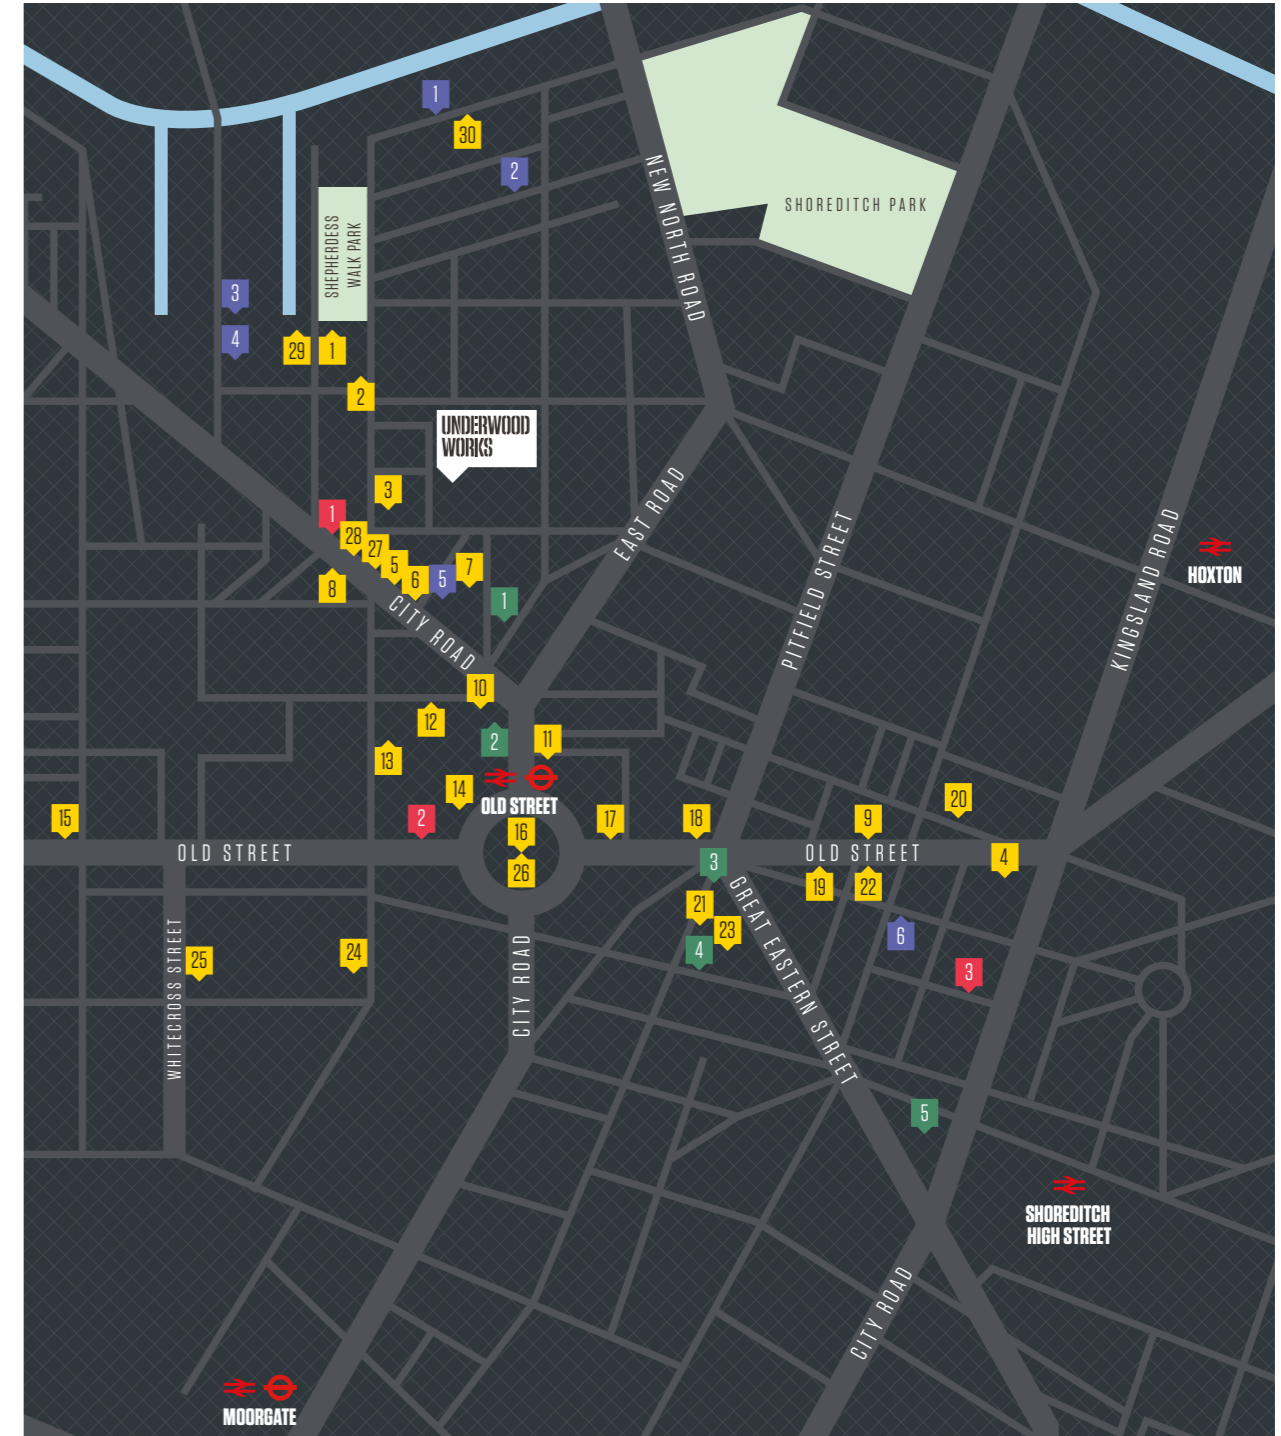 1
30
2
NEW NORTH ROAD
SHOREDITCH PARK
SHEPHERDESS
WALK PARK
3
4
29
1
2
UNDERWOOD
WORKS
3
1
28
27
5
6
5
7
8
1
CITY ROAD
EAST ROAD
PITFIELD STREET
KINGSLAND ROAD
HOXTON
10
12
2
11
13
14
OLD STREET
15
2
16
17
18
9
20
OLD STREET
26
3
OLD STREET
4
19
22
21
23
4
GREAT EASTERN STREET
6
3
25
24
WHITECROSS STREET
CITY ROAD
5
SHOREDITCH
HIGH STREET
CITY ROAD
MOORGATE